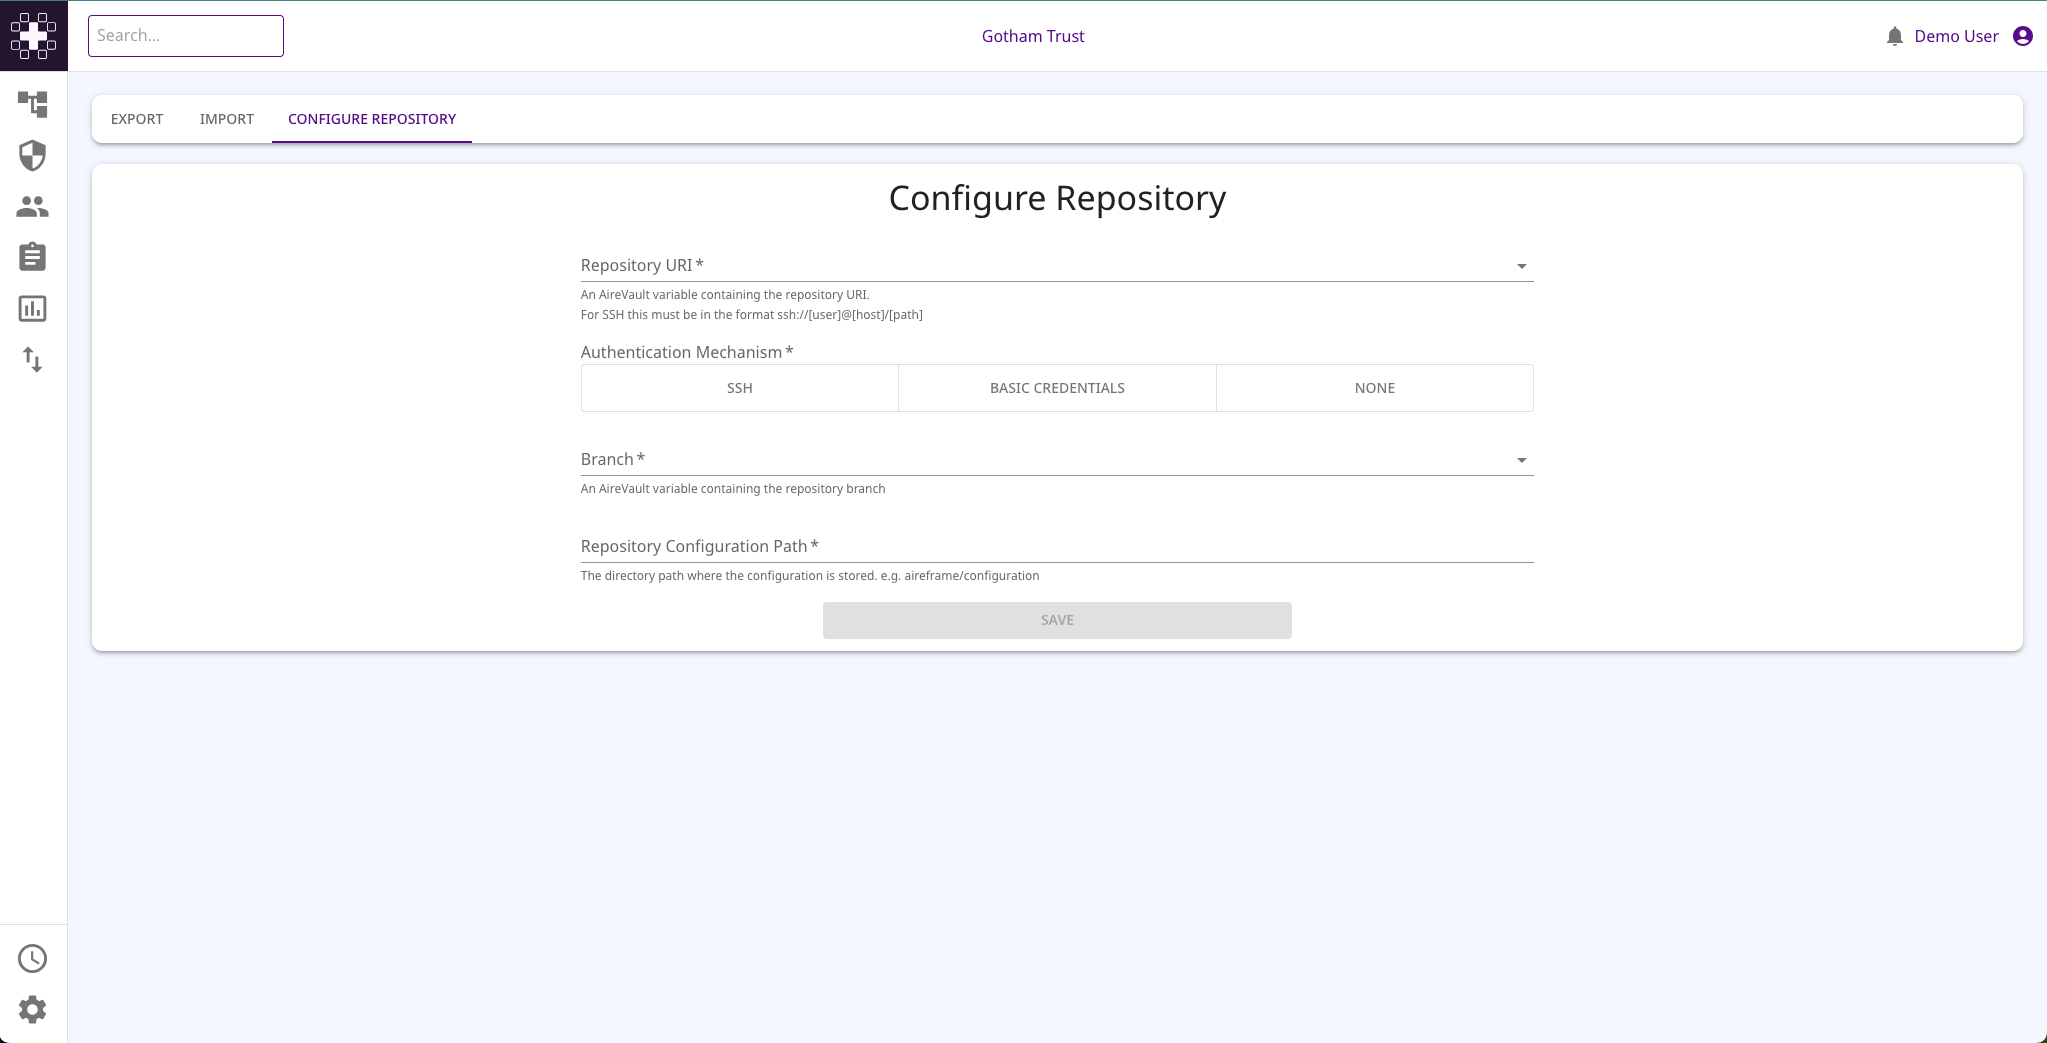 Search...
Gotham Trust
Demo User
EXPORT
IMPORT
CONFIGURE REPOSITORY
Configure Repository
Repository URI *
An AireVault variable containing the repository URI.
For SSH this must be in the format ssh://[user]@[host]/[path]
Authentication Mechanism *
SSH
BASIC CREDENTIALS
NONE
Branch *
An AireVault variable containing the repository branch
Repository Configuration Path *
The directory path where the configuration is stored. e.g. aireframe/configuration
SAVE